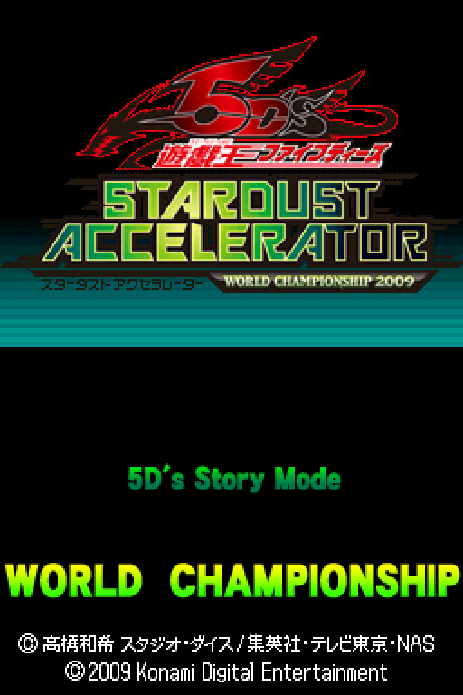 5D's
遊戯王ファイブディーズ
STARDUST
ACCELERATOR
スターダスト アクセラレーター
WORLD CHAMPIONSHIP 2009
5D's Story Mode
WORLD CHAMPIONSHIP
©高橋和希 スタジオ・ダイス/集英社・テレビ東京・NAS
©2009 Konami Digital Entertainment